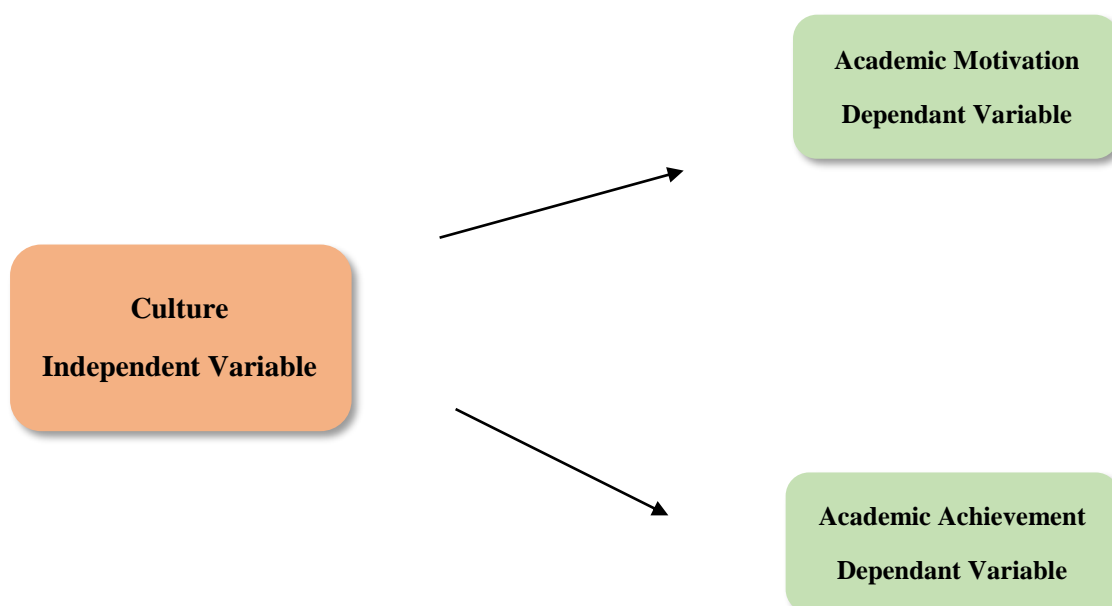 Academic Motivation
Dependant Variable
Culture
Independent Variable
Academic Achievement
Dependant Variable